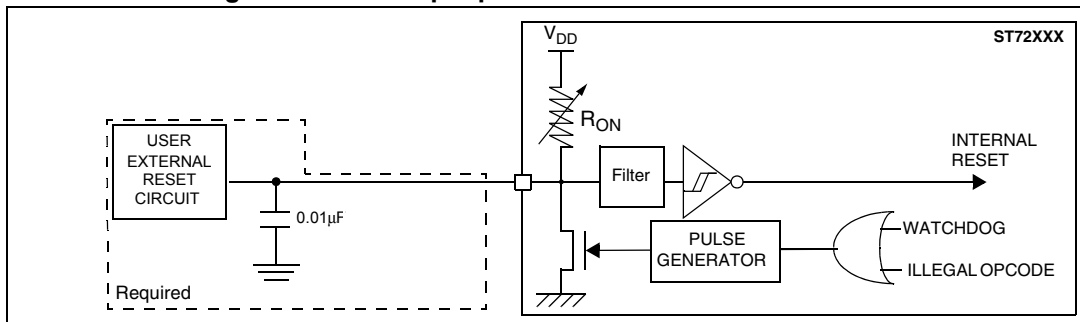 ST72XXX
VDD
RON
USER
EXTERNAL
RESET
CIRCUIT
0.01μF
Required
Filter
INTERNAL
RESET
PULSE
GENERATOR
WATCHDOG
ILLEGAL OPCODE